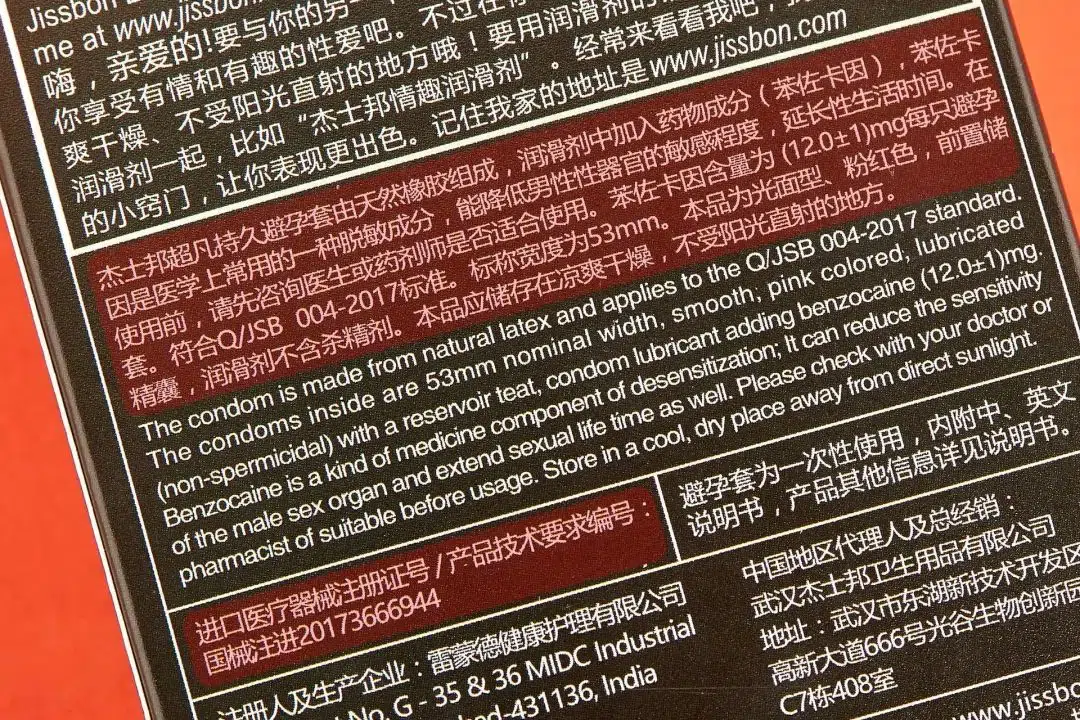 Jissbon
me at www.jissbon.com
嗨，亲爱的!要与你的另一
你享受有情和有趣的性爱吧。不过在
爽干燥、不受阳光直射的地方哦！要用润滑剂的
润滑剂一起，比如“杰士邦情趣润滑剂”。经常来看看我吧，
的小窍门，让你表现更出色。记住我家的地址是www.jissbon.com
杰士邦超凡持久避孕套由天然橡胶组成，润滑剂中加入药物成分（苯佐卡因），苯佐卡
因是医学上常用的一种脱敏成分，能降低男性性器官的敏感程度，延长性生活时间。在
使用前，请先咨询医生或药剂师是否适合使用。苯佐卡因含量为 (12.0±1)mg每只避孕
套。符合Q/JSB 004-2017标准。标称宽度为53mm。本品为光面型、粉红色，前置储
精囊，润滑剂不含杀精剂。本品应储存在凉爽干燥，不受阳光直射的地方。
The condom is made from natural latex and applies to the Q/JSB 004-2017 standard.
The condoms inside are 53mm nominal width, smooth, pink colored, lubricated
(non-spermicidal) with a reservoir teat, condom lubricant adding benzocaine (12.0±1)mg.
Benzocaine is a kind of medicine component of desensitization; It can reduce the sensitivity
of the male sex organ and extend sexual life time as well. Please check with your doctor or
pharmacist of suitable before usage. Store in a cool, dry place away from direct sunlight.
避孕套为一次性使用，内附中、英文
说明书，产品其他信息详见说明书。
进口医疗器械注册证号 / 产品技术要求编号：
国械注进20173666944
中国地区代理人及总经销：
武汉杰士邦卫生用品有限公司
地址：武汉市东湖新技术开发区
高新大道666号光谷生物创新园
C7栋408室
注册人及生产企业：雷蒙德健康护理有限公司
No, G - 35 & 36 MIDC Industrial
-431136, India
www.jissbon